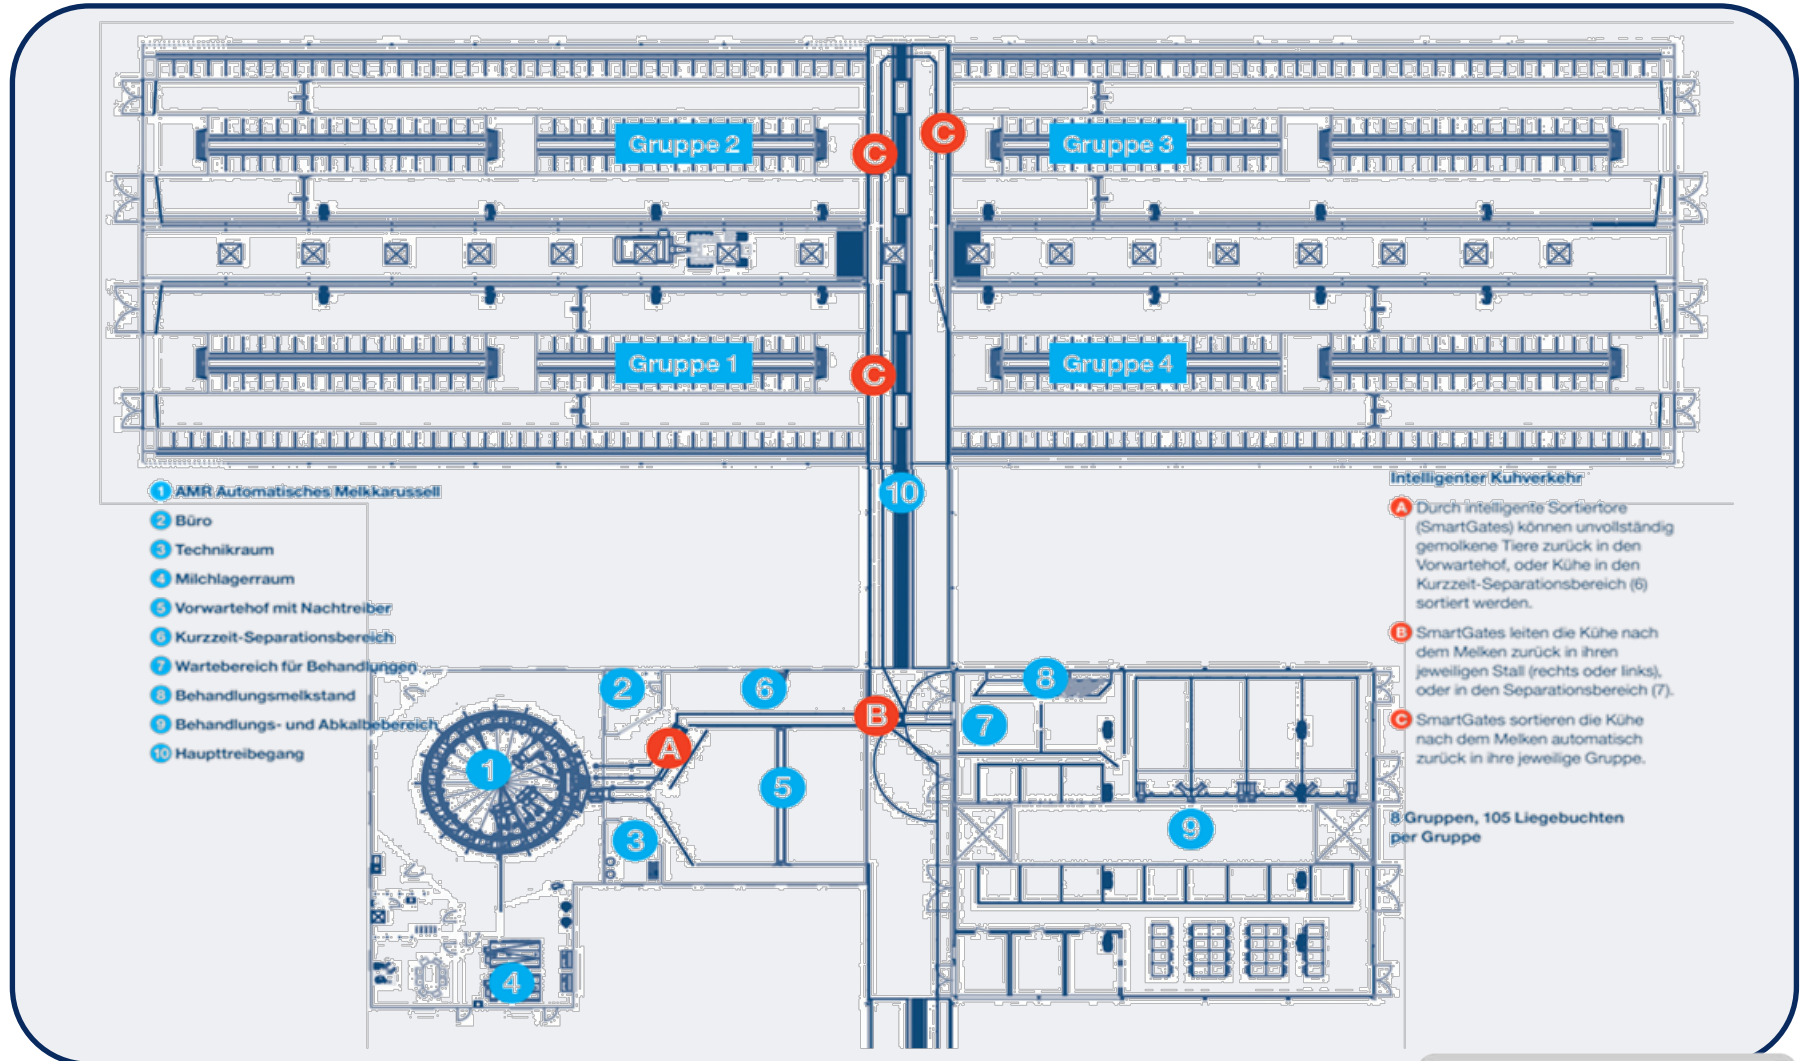 Gruppe 2
C
C
Gruppe 3
Gruppe 1
C
Gruppe 4
10
1 AMR Automatisches Melkkarussell
2 Büro
3 Technikraum
4 Milchlagerraum
5 Vorwartehof mit Nachtreiber
6 Kurzzeit-Separationsbereich
7 Wartebereich für Behandlungen
8 Behandlungsmelkstand
9 Behandlungs- und Abkalbebereich
10 Haupttreibegang
Intelligenter Kuhverkehr
A Durch intelligente Sortiertore
(SmartGates) können unvollständig
gemolkene Tiere zurück in den
Vorwartehof, oder Kühe in den
Kurzzeit-Separationsbereich (6)
sortiert werden.
B SmartGates leiten die Kühe nach
dem Melken zurück in ihren
jeweiligen Stall (rechts oder links),
oder in den Separationsbereich (7).
C SmartGates sortieren die Kühe
nach dem Melken automatisch
zurück in ihre jeweilige Gruppe.
8 Gruppen, 105 Liegebuchten
per Gruppe
2
6
8
B
7
A
1
5
3
9
4